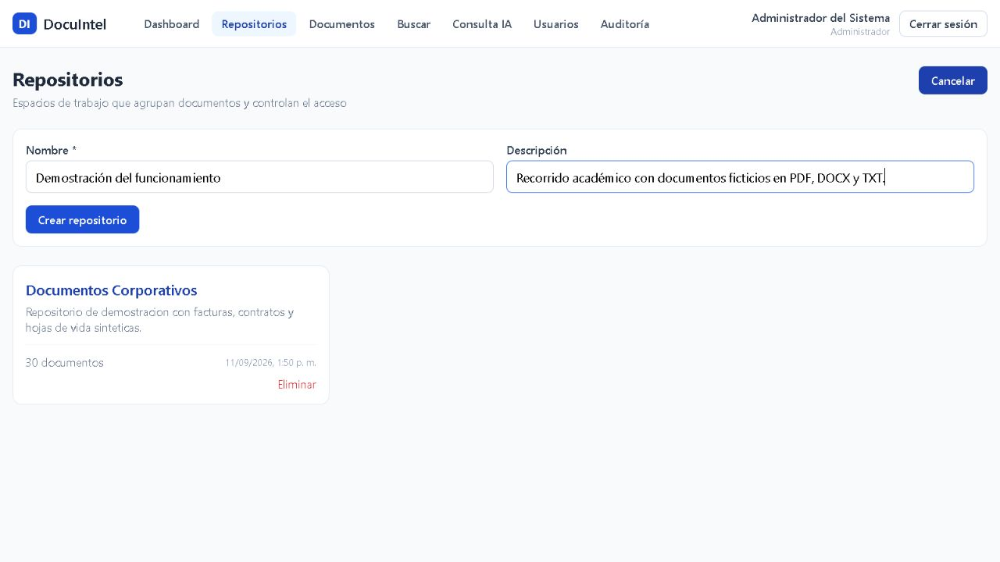 DI DocuIntel Dashboard Repositorios Documentos Buscar Consulta IA Usuarios Auditoría Administrador del Sistema Cerrar sesión
Administrador
Repositorios
Cancelar
Espacios de trabajo que agrupan documentos y controlan el acceso
Nombre * Descripción
Demostración del funcionamiento Recorrido académico con documentos ficticios en PDF, DOCX y TXT.
Crear repositorio
Documentos Corporativos
Repositorio de demostracion con facturas, contratos y
hojas de vida sinteticas.
30 documentos 11/09/2026, 1:50 p. m.
Eliminar